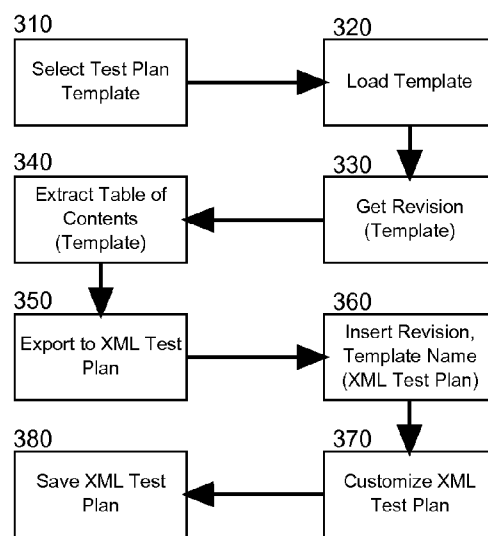 310
Select Test Plan
Template
320
Load Template
330
Get Revision
(Template)
340
Extract Table of
Contents
(Template)
350
Export to XML Test
Plan
360
Insert Revision,
Template Name
(XML Test Plan)
370
Customize XML
Test Plan
380
Save XML Test
Plan